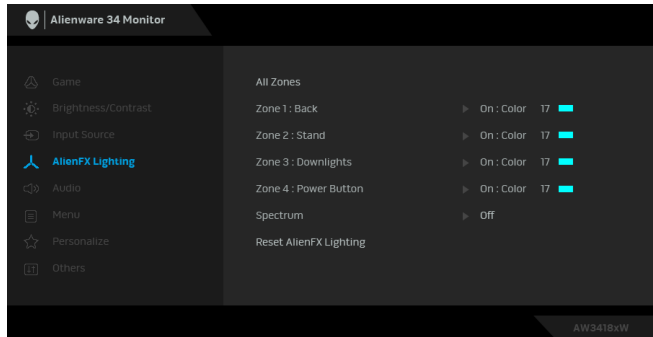 Alienware 34 Monitor
Game
All Zones
Brightness/Contrast
Zone 1 : Back
On : Color 17
Input Source
Zone 2 : Stand
On : Color 17
AlienFX Lighting
Zone 3 : Downlights
On : Color 17
Audio
Zone 4 : Power Button
On : Color 17
Menu
Spectrum
Off
Personalize
Reset AlienFX Lighting
Others
AW3418xW